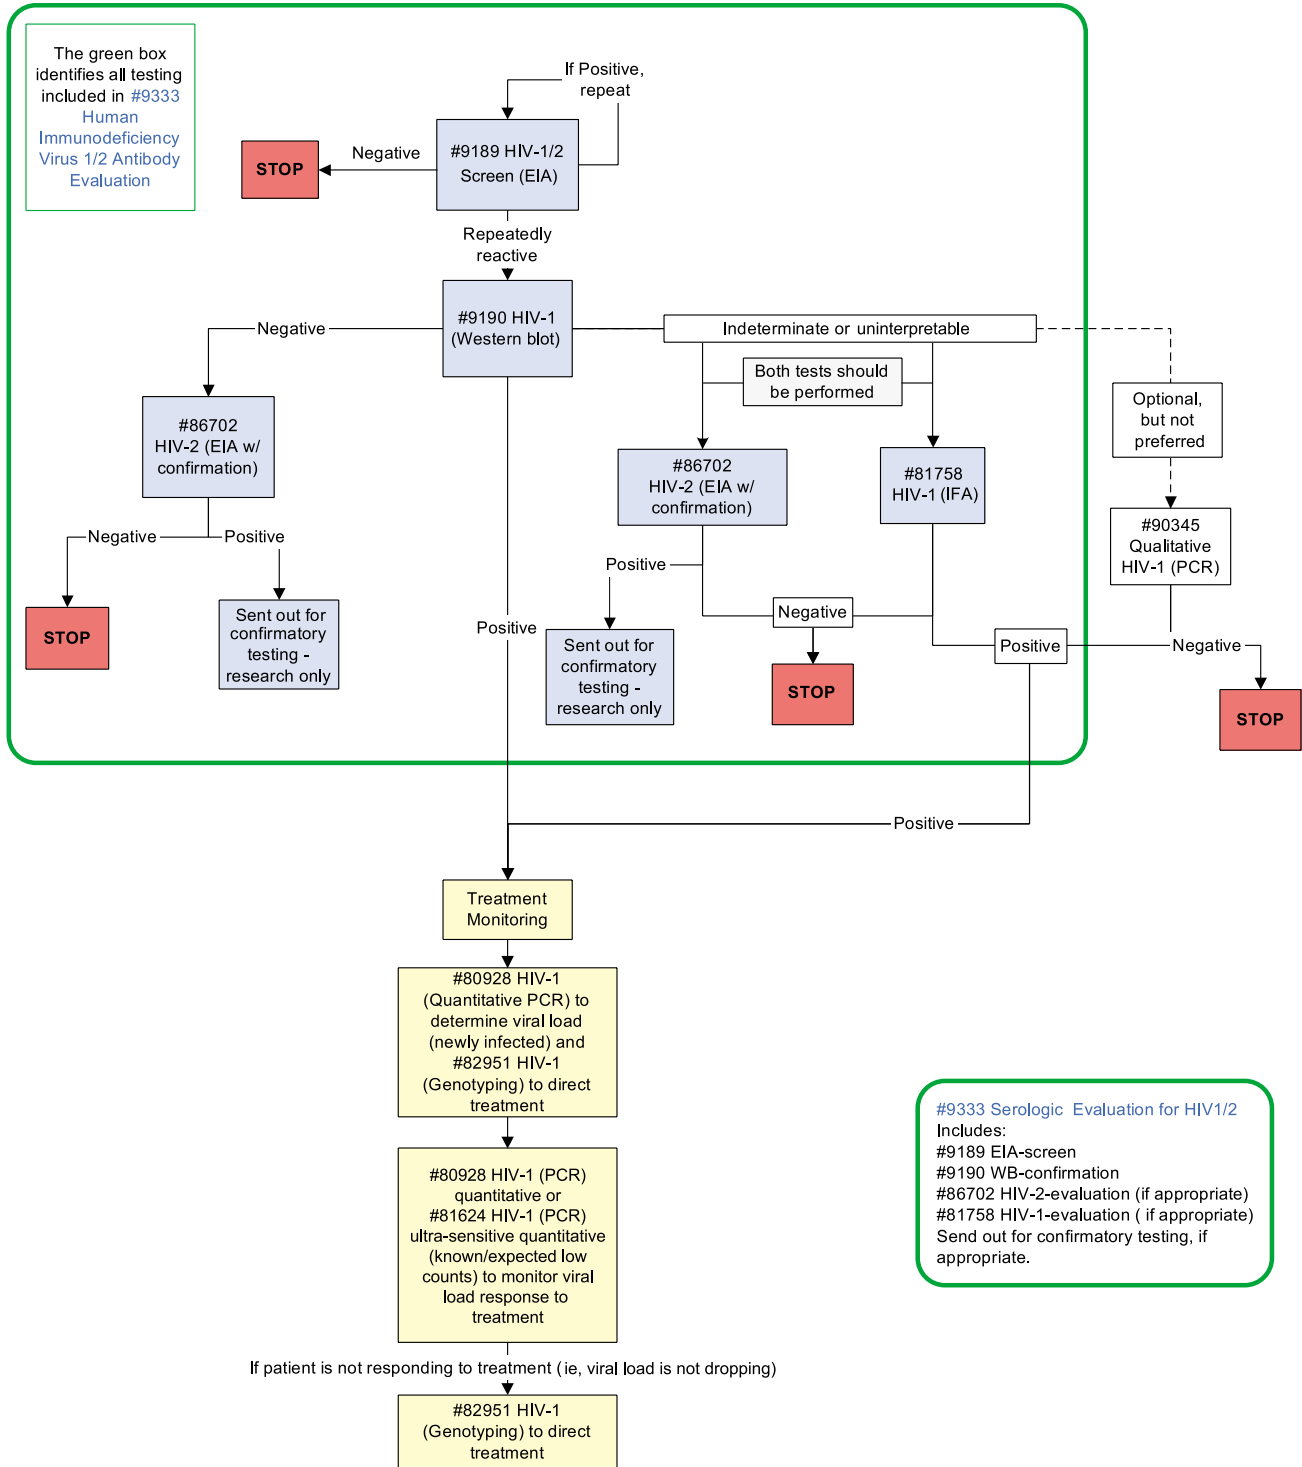 The green box
identifies all testing
included in #9333
Human
Immunodeficiency
Virus 1/2 Antibody
Evaluation
If Positive,
repeat
#9189 HIV-1/2
Screen (EIA)
Negative
STOP
Repeatedly
reactive
#9190 HIV-1
(Western blot)
Negative
Indeterminate or uninterpretable
Both tests should
be performed
Optional,
but not
preferred
#86702
HIV-2 (EIA w/
confirmation)
#86702
HIV-2 (EIA w/
confirmation)
#81758
HIV-1 (IFA)
#90345
Qualitative
HIV-1 (PCR)
Negative
Positive
STOP
Sent out for
confirmatory
testing -
research only
Positive
Positive
Sent out for
confirmatory
testing -
research only
Negative
STOP
Positive
Negative
STOP
Positive
Treatment
Monitoring
#80928 HIV-1
(Quantitative PCR) to
determine viral load
(newly infected) and
#82951 HIV-1
(Genotyping) to direct
treatment
#80928 HIV-1 (PCR)
quantitative or
#81624 HIV-1 (PCR)
ultra-sensitive quantitative
(known/expected low
counts) to monitor viral
load response to
treatment
If patient is not responding to treatment (ie, viral load is not dropping)
#82951 HIV-1
(Genotyping) to direct
treatment
#9333 Serologic Evaluation for HIV1/2
Includes:
#9189 EIA-screen
#9190 WB-confirmation
#86702 HIV-2-evaluation (if appropriate)
#81758 HIV-1-evaluation ( if appropriate)
Send out for confirmatory testing, if
appropriate.